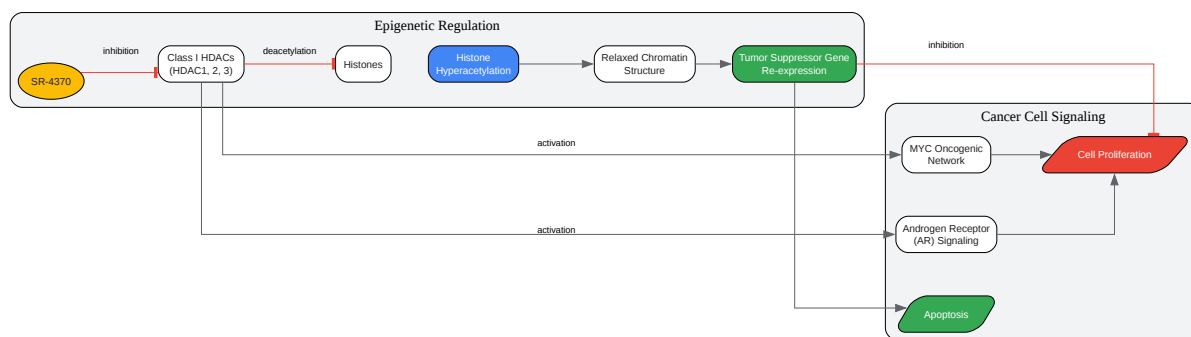 Epigenetic Regulation
inhibition
deacetylation
inhibition
SR-4370
Class I HDACs
(HDAC1, 2, 3)
Histones
Histone
Hyperacetylation
Relaxed Chromatin
Structure
Tumor Suppressor Gene
Re-expression
Cancer Cell Signaling
activation
MYC Oncogenic
Network
Cell Proliferation
activation
Androgen Receptor
(AR) Signaling
Apoptosis